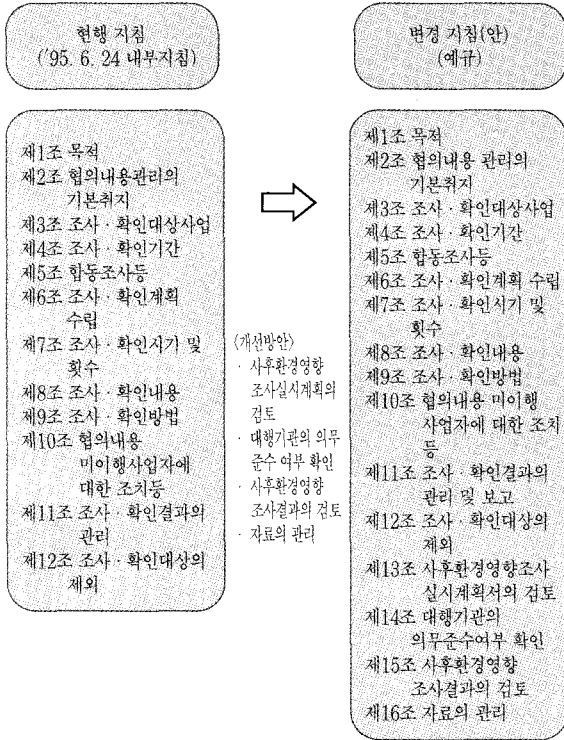 현행 지침
('95. 6. 24 내부지침)
제1조 목적
제2조 협의내용관리의
기본취지
제3조 조사·확인대상사업
제4조 조사·확인기간
제5조 합동조사등
제6조 조사·확인계획
수립
제7조 조사·확인시기 및
횟수
제8조 조사·확인내용
제9조 조사·확인방법
제10조 협의내용
미이행사업자에
대한 조치등
제11조 조사·확인결과의
관리
제12조 조사·확인대상의
제외
〈개선방안〉
· 사후환경영향
조사실시계획의
검토
· 대행기관의 의무
준수 여부 확인
· 사후환경영향
조사결과의 검토
· 자료의 관리
변경 지침(안)
(예규)
제1조 목적
제2조 협의내용 관리의
기본취지
제3조 조사·확인대상사업
제4조 조사·확인기간
제5조 합동조사등
제6조 조사·확인계획 수립
제7조 조사·확인시기 및
횟수
제8조 조사·확인내용
제9조 조사·확인방법
제10조 협의내용 미이행
사업자에 대한 조치
등
제11조 조사·확인결과의
관리 및 보고
제12조 조사·확인대상의
제외
제13조 사후환경영향조사
실시계획서의 검토
제14조 대행기관의
의무준수여부 확인
제15조 사후환경영향
조사결과의 검토
제16조 자료의 관리